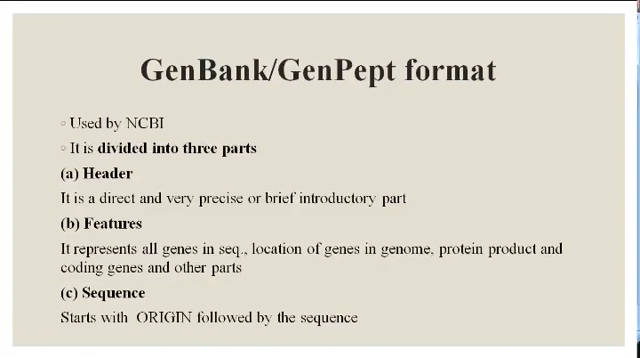 GenBank/GenPept format
◦ Used by NCBI
◦ It is divided into three parts
(a) Header
It is a direct and very precise or brief introductory part
(b) Features
It represents all genes in seq., location of genes in genome, protein product and
coding genes and other parts
(c) Sequence
Starts with ORIGIN followed by the sequence